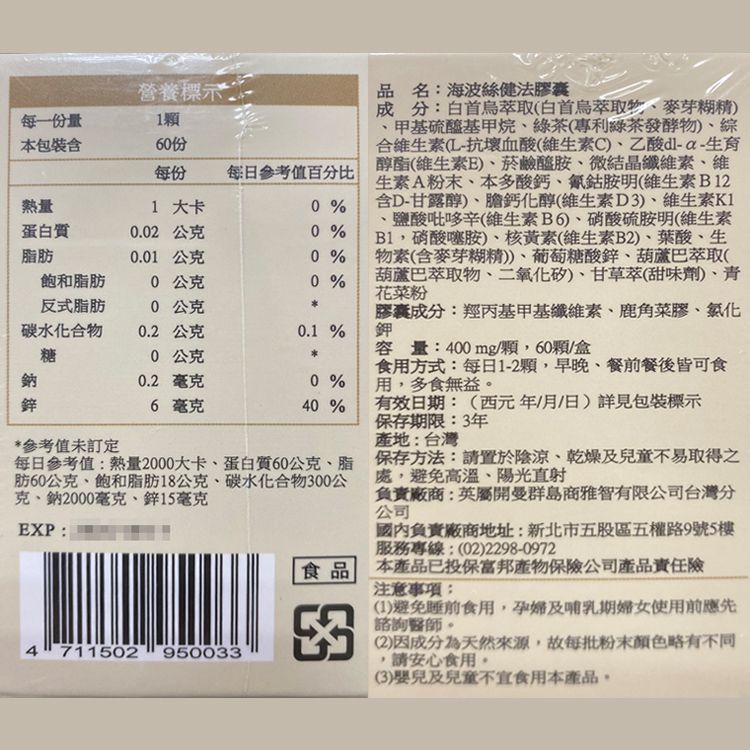 營養標示
每一份量 1顆
本包裝含 60份
每份 每日參考值百分比
熱量 1 大卡 0 %
蛋白質 0.02 公克 0 %
脂肪 0.01 公克 0 %
飽和脂肪 0 公克 0 %
反式脂肪 0 公克 *
碳水化合物 0.2 公克 0.1 %
糖 0 公克 *
鈉 0.2 毫克 0 %
鋅 6 毫克 40 %
*參考值未訂定
每日參考值：熱量2000大卡、蛋白質60公克、脂
肪60公克、飽和脂肪18公克、碳水化合物300公
克、鈉2000毫克、鋅15毫克
EXP：
食品
4 711502 950033
品 名：海波絲健法膠囊
成 分：白首烏萃取(白首烏萃取物、麥芽糊精)
、甲基硫醯基甲烷、綠茶(專利綠茶發酵物)、綜
合維生素(L-抗壞血酸(維生素C)、乙酸dl-α-生育
醇酯(維生素E)、菸鹼醯胺、微結晶纖維素、維
生素A粉末、本多酸鈣、氰鈷胺明(維生素B12
含D-甘露醇)、膽鈣化醇(維生素D3)、維生素K1
、鹽酸吡哆辛(維生素B6)、硝酸硫胺明(維生素
B1，硝酸噻胺)、核黃素(維生素B2)、葉酸、生
物素(含麥芽糊精))、葡萄糖酸鋅、葫蘆巴萃取(
葫蘆巴萃取物、二氧化矽)、甘草萃(甜味劑)、青
花菜粉
膠囊成分：羥丙基甲基纖維素、鹿角菜膠、氯化
鉀
容 量：400 mg/顆，60顆/盒
食用方式：每日1-2顆，早晚、餐前餐後皆可食
用，多食無益。
有效日期：（西元 年/月/日）詳見包裝標示
保存期限：3年
產地：台灣
保存方法：請置於陰涼、乾燥及兒童不易取得之
處，避免高溫、陽光直射
負責廠商：英屬開曼群島商雅智有限公司台灣分
公司
國內負責廠商地址：新北市五股區五權路9號5樓
服務專線：(02)2298-0972
本產品已投保富邦產物保險公司產品責任險
注意事項：
(1)避免睡前食用，孕婦及哺乳期婦女使用前應先
諮詢醫師。
(2)因成分為天然來源，故每批粉末顏色略有不同
，請安心食用。
(3)嬰兒及兒童不宜食用本產品。